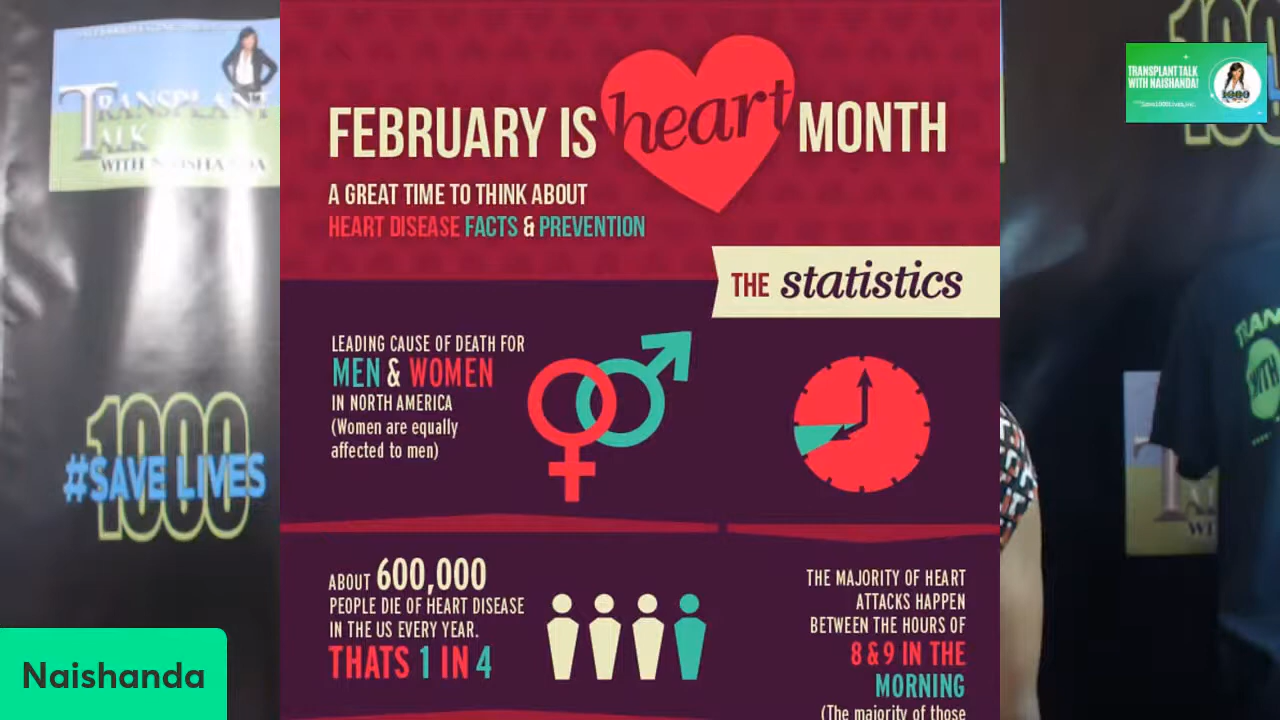 TRANSPLANT
TALK
WITH NAISHANDA
1000
#SAVE LIVES
FEBRUARY IS heart MONTH
A GREAT TIME TO THINK ABOUT
HEART DISEASE FACTS & PREVENTION
THE statistics
LEADING CAUSE OF DEATH FOR
MEN & WOMEN
IN NORTH AMERICA
(Women are equally
affected to men)
ABOUT 600,000
PEOPLE DIE OF HEART DISEASE
IN THE US EVERY YEAR.
THATS 1 IN 4
THE MAJORITY OF HEART
ATTACKS HAPPEN
BETWEEN THE HOURS OF
8 & 9 IN THE
MORNING
(The majority of those
TRANSPLANT TALK
WITH NAISHANDA!
1000
Naishanda